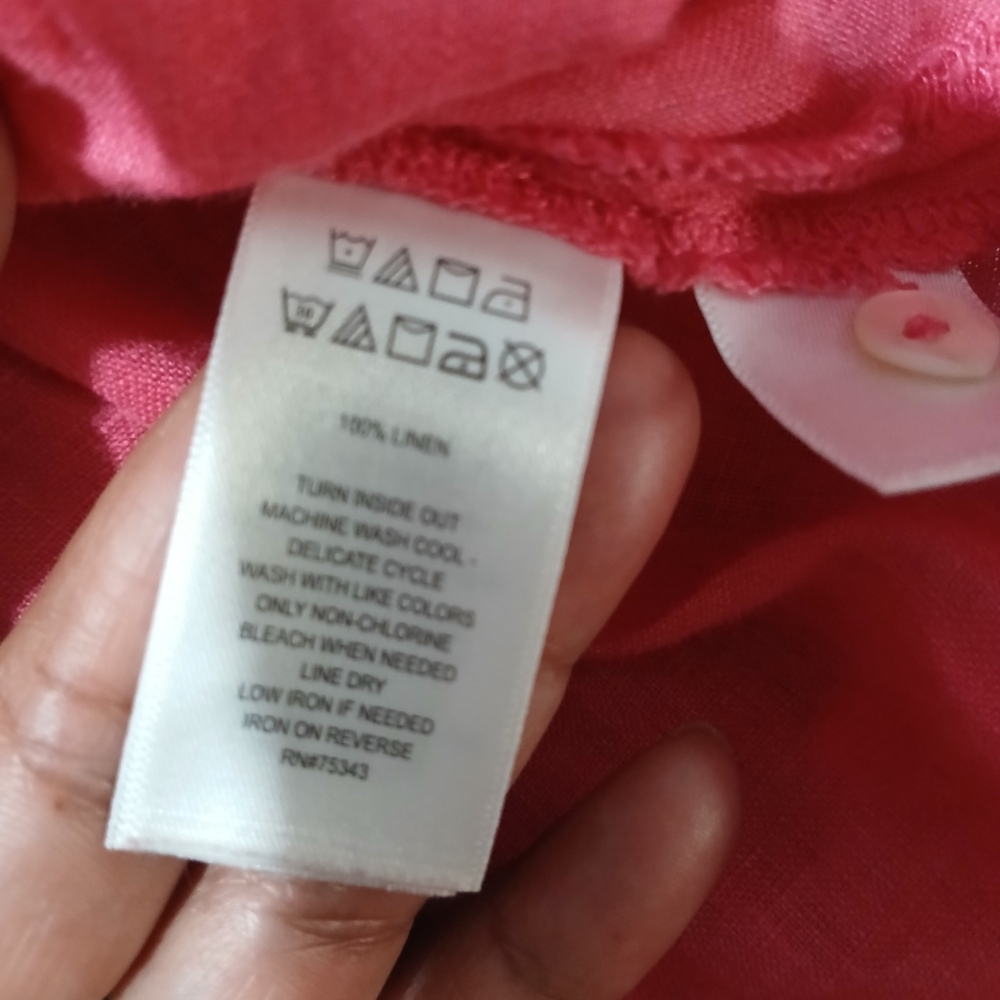 100% LINEN
TURN INSIDE OUT
MACHINE WASH COOL -
DELICATE CYCLE
WASH WITH LIKE COLORS
ONLY NON-CHLORINE
BLEACH WHEN NEEDED
LINE DRY
LOW IRON IF NEEDED
IRON ON REVERSE
RN#75343